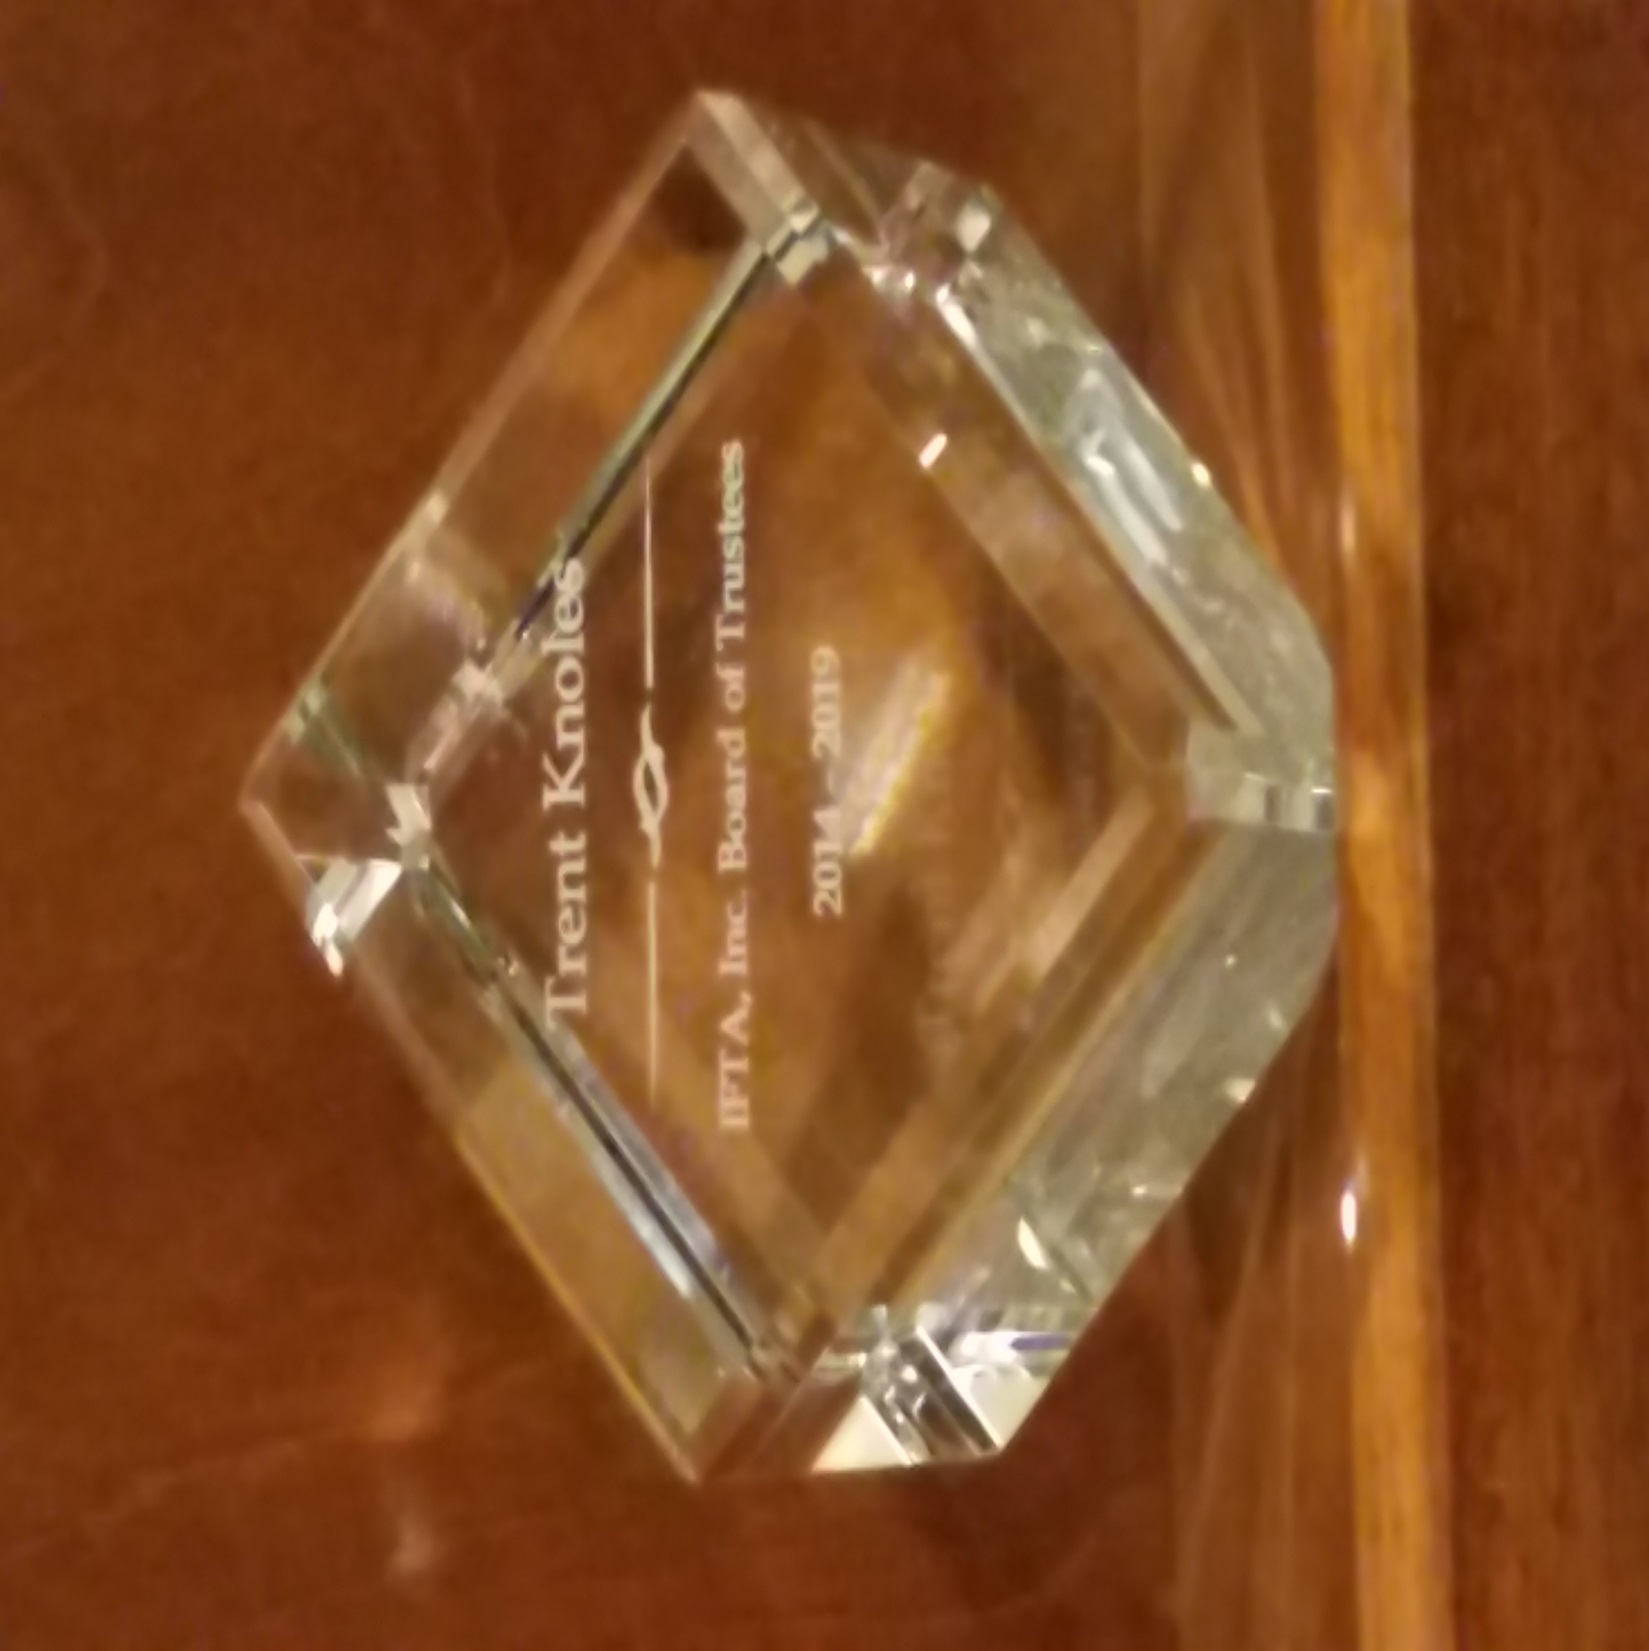 Trent Knoles
IFTA, Inc. Board of Trustees
2014-2019